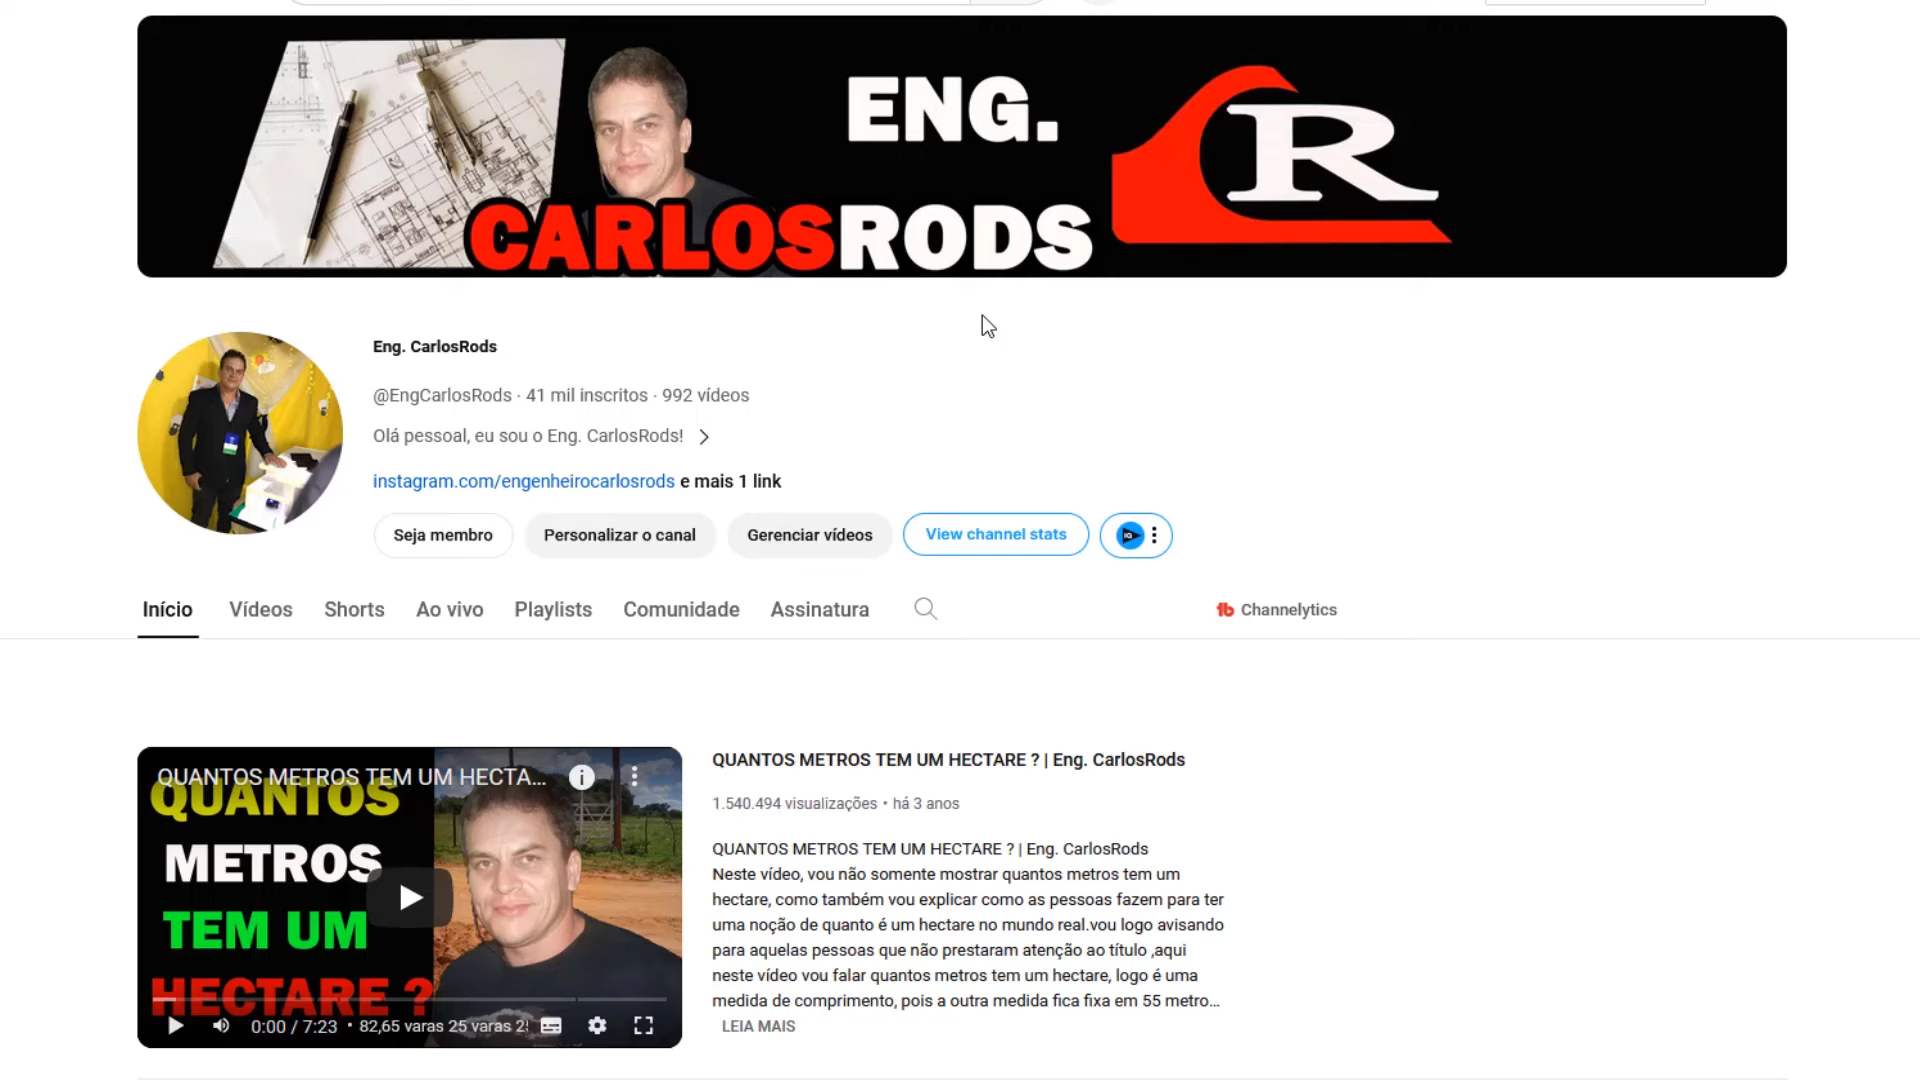 ENG.
CARLOSRODS
R
Eng. CarlosRods
@EngCarlosRods · 41 mil inscritos · 992 vídeos
Olá pessoal, eu sou o Eng. CarlosRods!
instagram.com/engenheirocarlosrods e mais 1 link
Seja membro
Personalizar o canal
Gerenciar vídeos
View channel stats
Início
Vídeos
Shorts
Ao vivo
Playlists
Comunidade
Assinatura
Channelytics
QUANTOS METROS TEM UM HECTA...
QUANTOS
METROS
TEM UM
HECTARE ?
0:00 / 7:23 • 82,65 varas 25 varas
QUANTOS METROS TEM UM HECTARE ? | Eng. CarlosRods
1.540.494 visualizações • há 3 anos
QUANTOS METROS TEM UM HECTARE ? | Eng. CarlosRods
Neste vídeo, vou não somente mostrar quantos metros tem um
hectare, como também vou explicar como as pessoas fazem para ter
uma noção de quanto é um hectare no mundo real.vou logo avisando
para aquelas pessoas que não prestaram atenção ao título ,aqui
neste vídeo vou falar quantos metros tem um hectare, logo é uma
medida de comprimento, pois a outra medida fica fixa em 55 metro...
LEIA MAIS